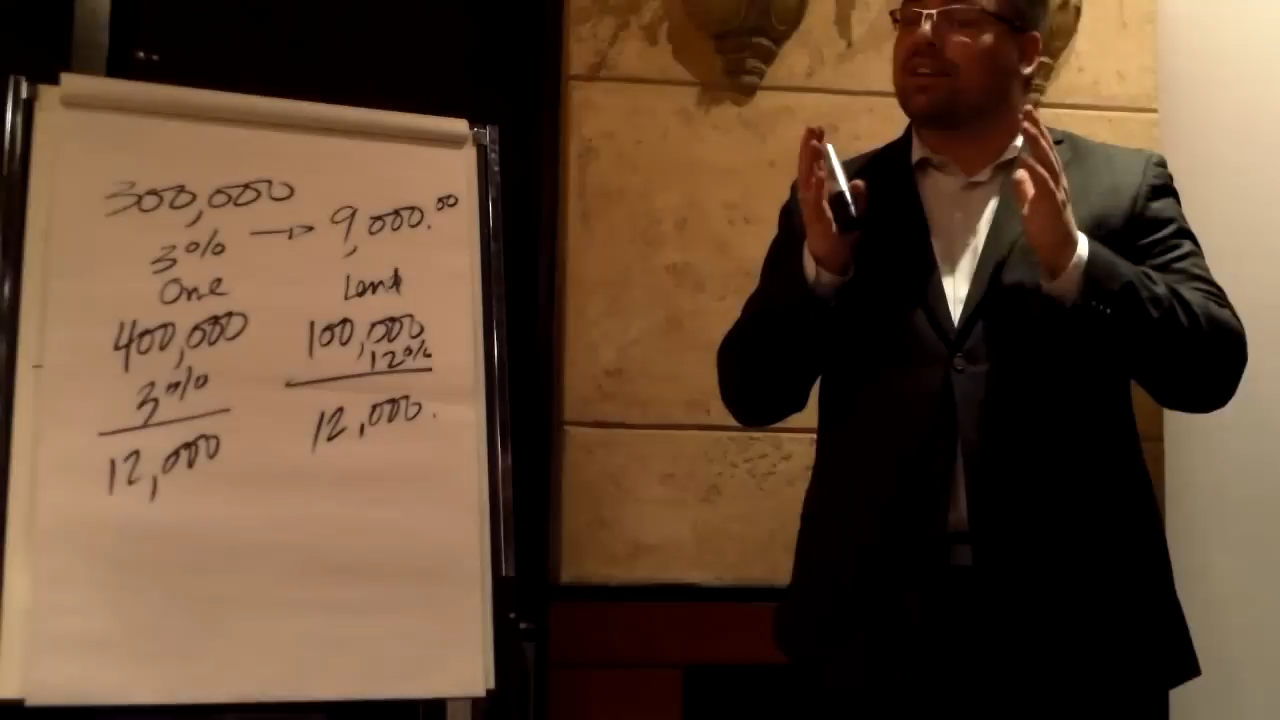 300,000
3% → 9,000.00
One Lend
400,000 100,000
3% 12%
12,000 12,000.